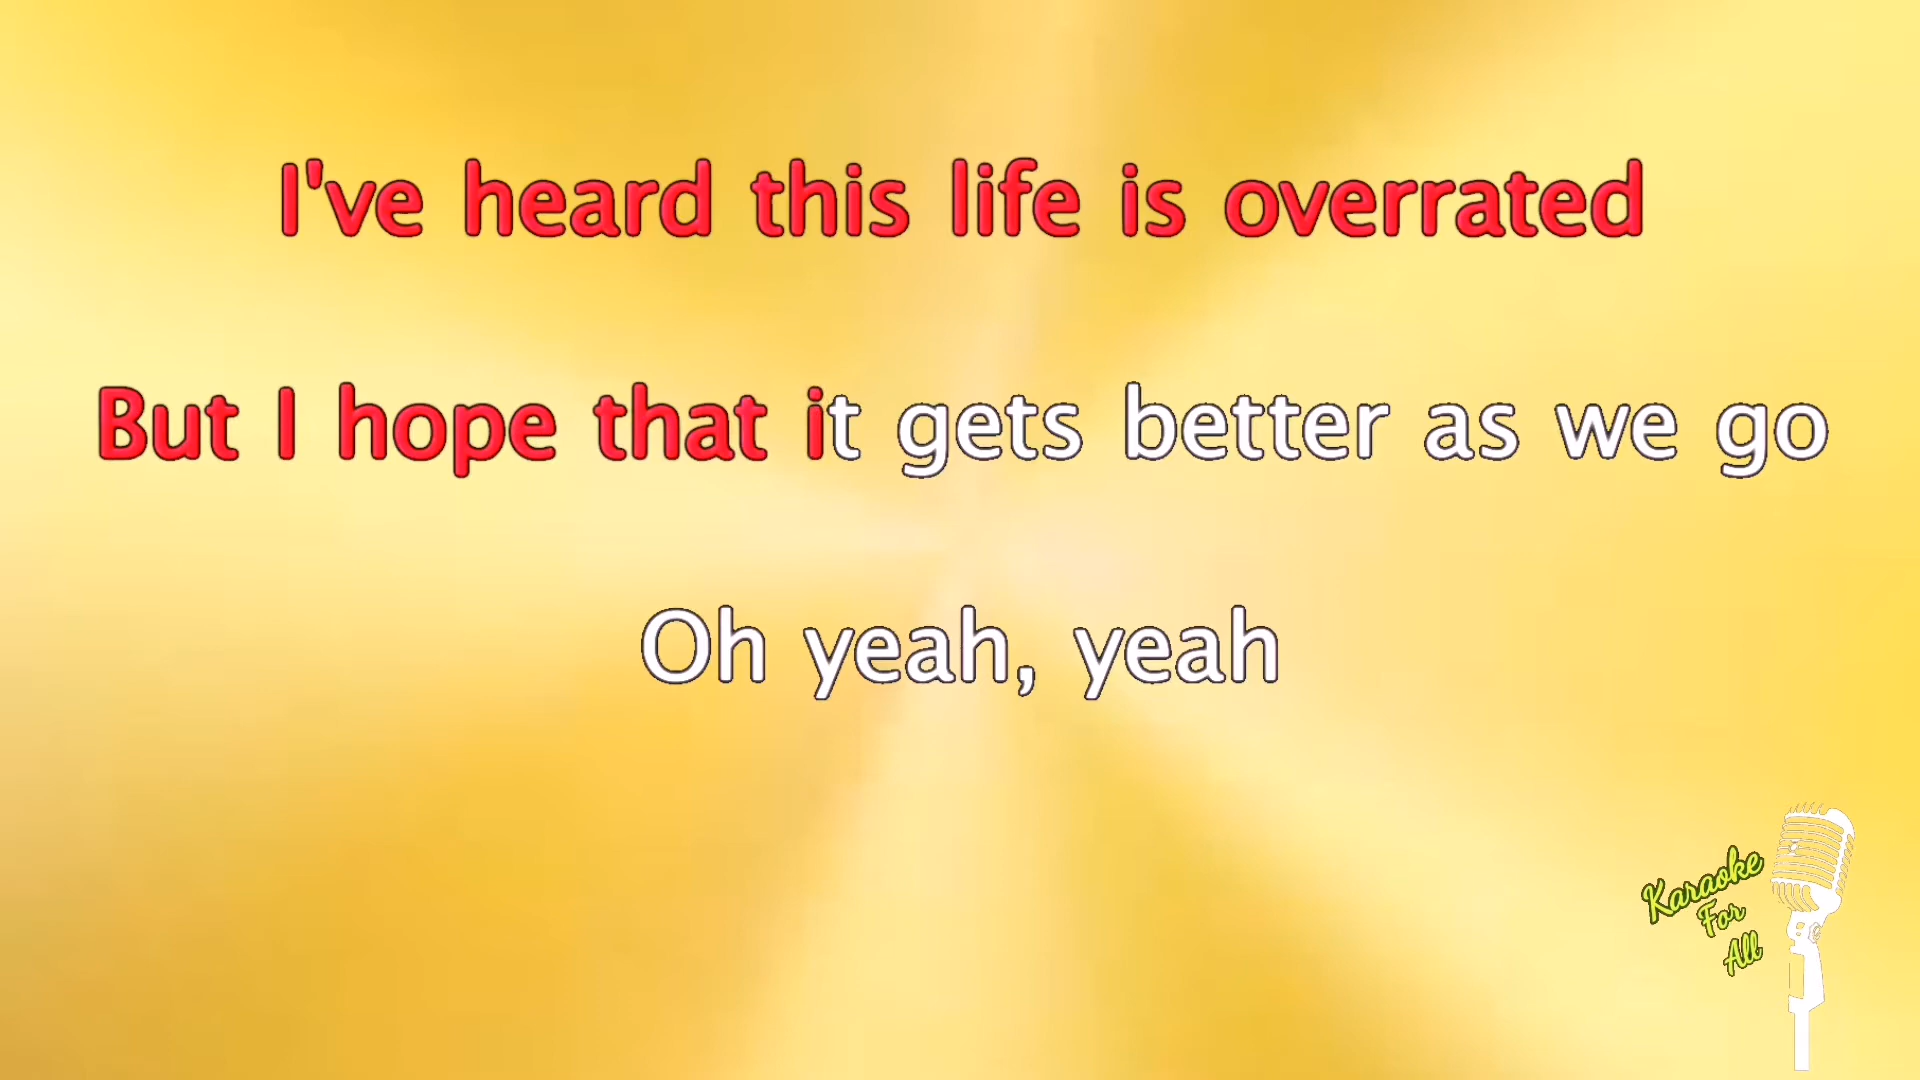 I've heard this life is overrated
But I hope that it gets better as we go
Oh yeah, yeah
Karaoke
For
All